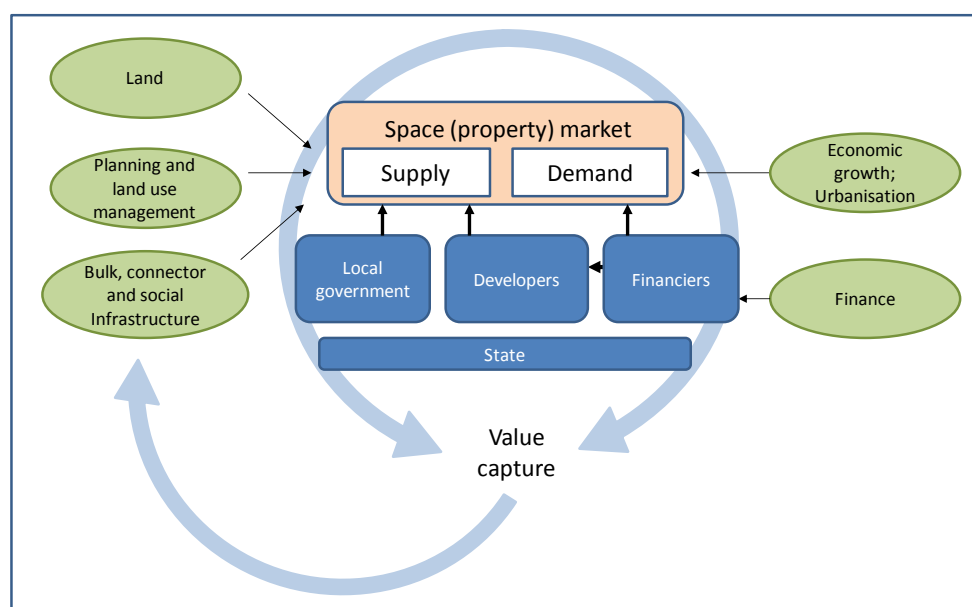 Land
Space (property) market
Supply
Demand
Planning and
land use
management
Economic
growth;
Urbanisation
Bulk, connector
and social
Infrastructure
Local
government
Developers
Financiers
Finance
State
Value
capture